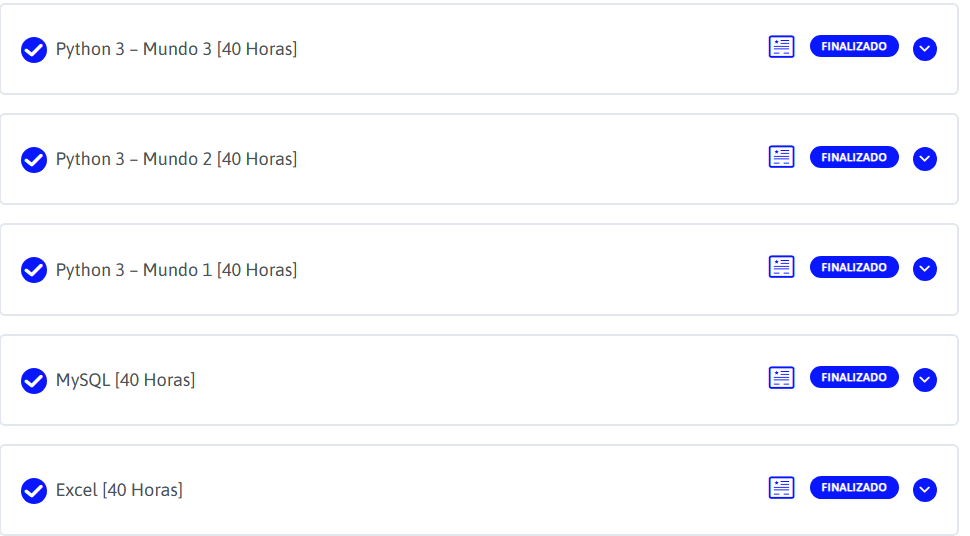 Python 3 – Mundo 3 [40 Horas] FINALIZADO
Python 3 – Mundo 2 [40 Horas] FINALIZADO
Python 3 – Mundo 1 [40 Horas] FINALIZADO
MySQL [40 Horas] FINALIZADO
Excel [40 Horas] FINALIZADO